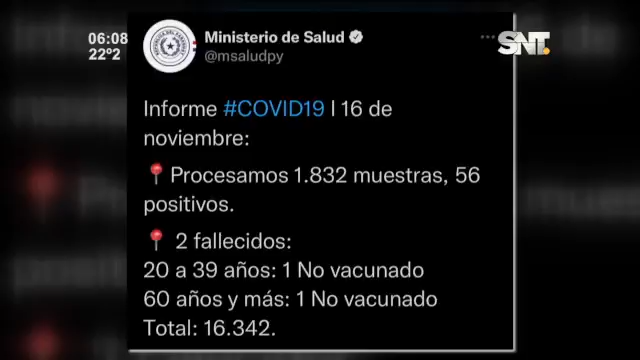 06:08
22°2
Ministerio de Salud
@msaludpy
SNT.
Informe #COVID19 | 16 de
noviembre:
📍 Procesamos 1.832 muestras, 56
positivos.
📍 2 fallecidos:
20 a 39 años: 1 No vacunado
60 años y más: 1 No vacunado
Total: 16.342.